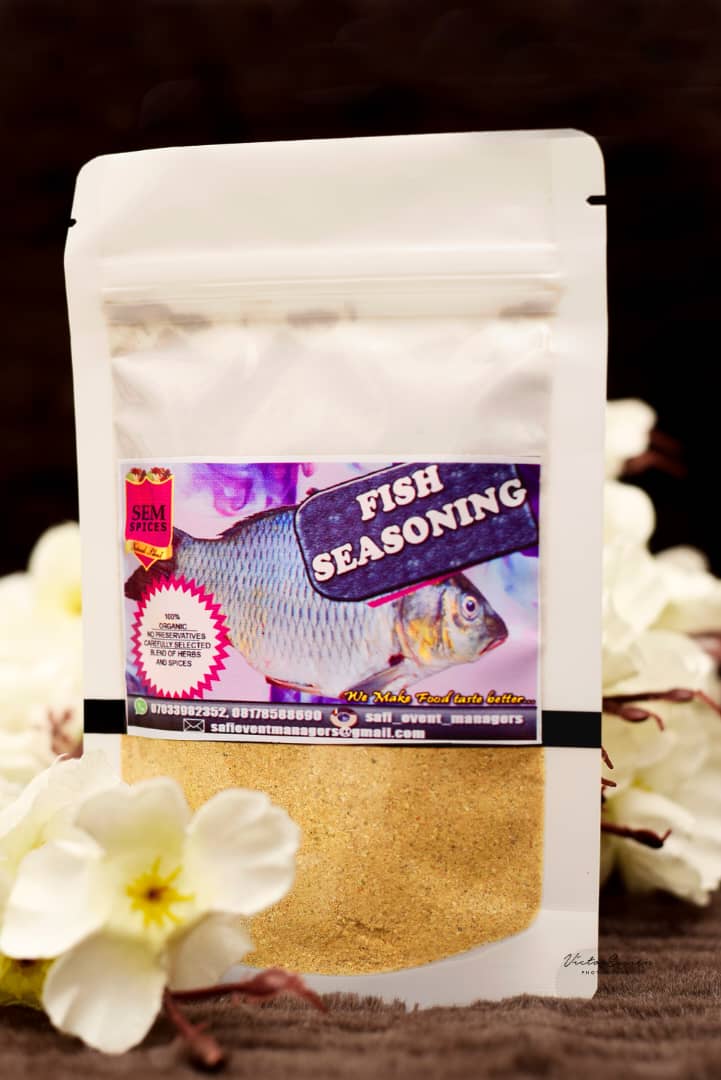 FISH
SEASONING
SEM
SPICES
100%
ORGANIC
NO PRESERVATIVES
CAREFULLY SELECTED
BLEND OF HERBS
AND SPICES
We Make Food taste better...
07033982352, 08178588690 safi_event_managers
safieventmanagers@gmail.com